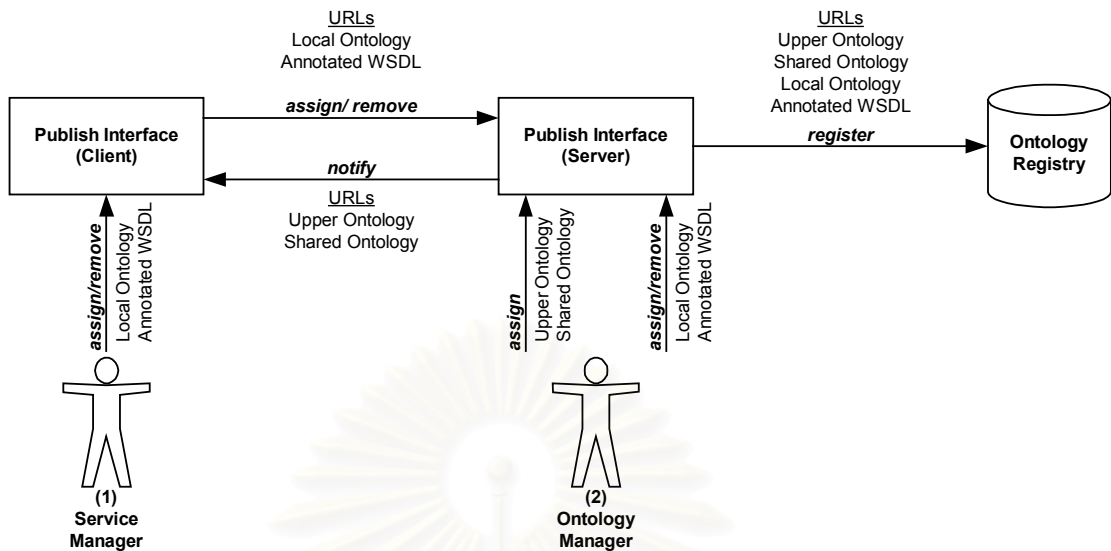 URLs
Local Ontology
Annotated WSDL
URLs
Upper Ontology
Shared Ontology
Local Ontology
Annotated WSDL
Publish Interface
(Client)
assign/ remove
notify
URLs
Upper Ontology
Shared Ontology
Publish Interface
(Server)
register
Ontology
Registry
assign/remove
Local Ontology
Annotated WSDL
assign
Upper Ontology
Shared Ontology
assign/remove
Local Ontology
Annotated WSDL
(1)
Service
Manager
(2)
Ontology
Manager